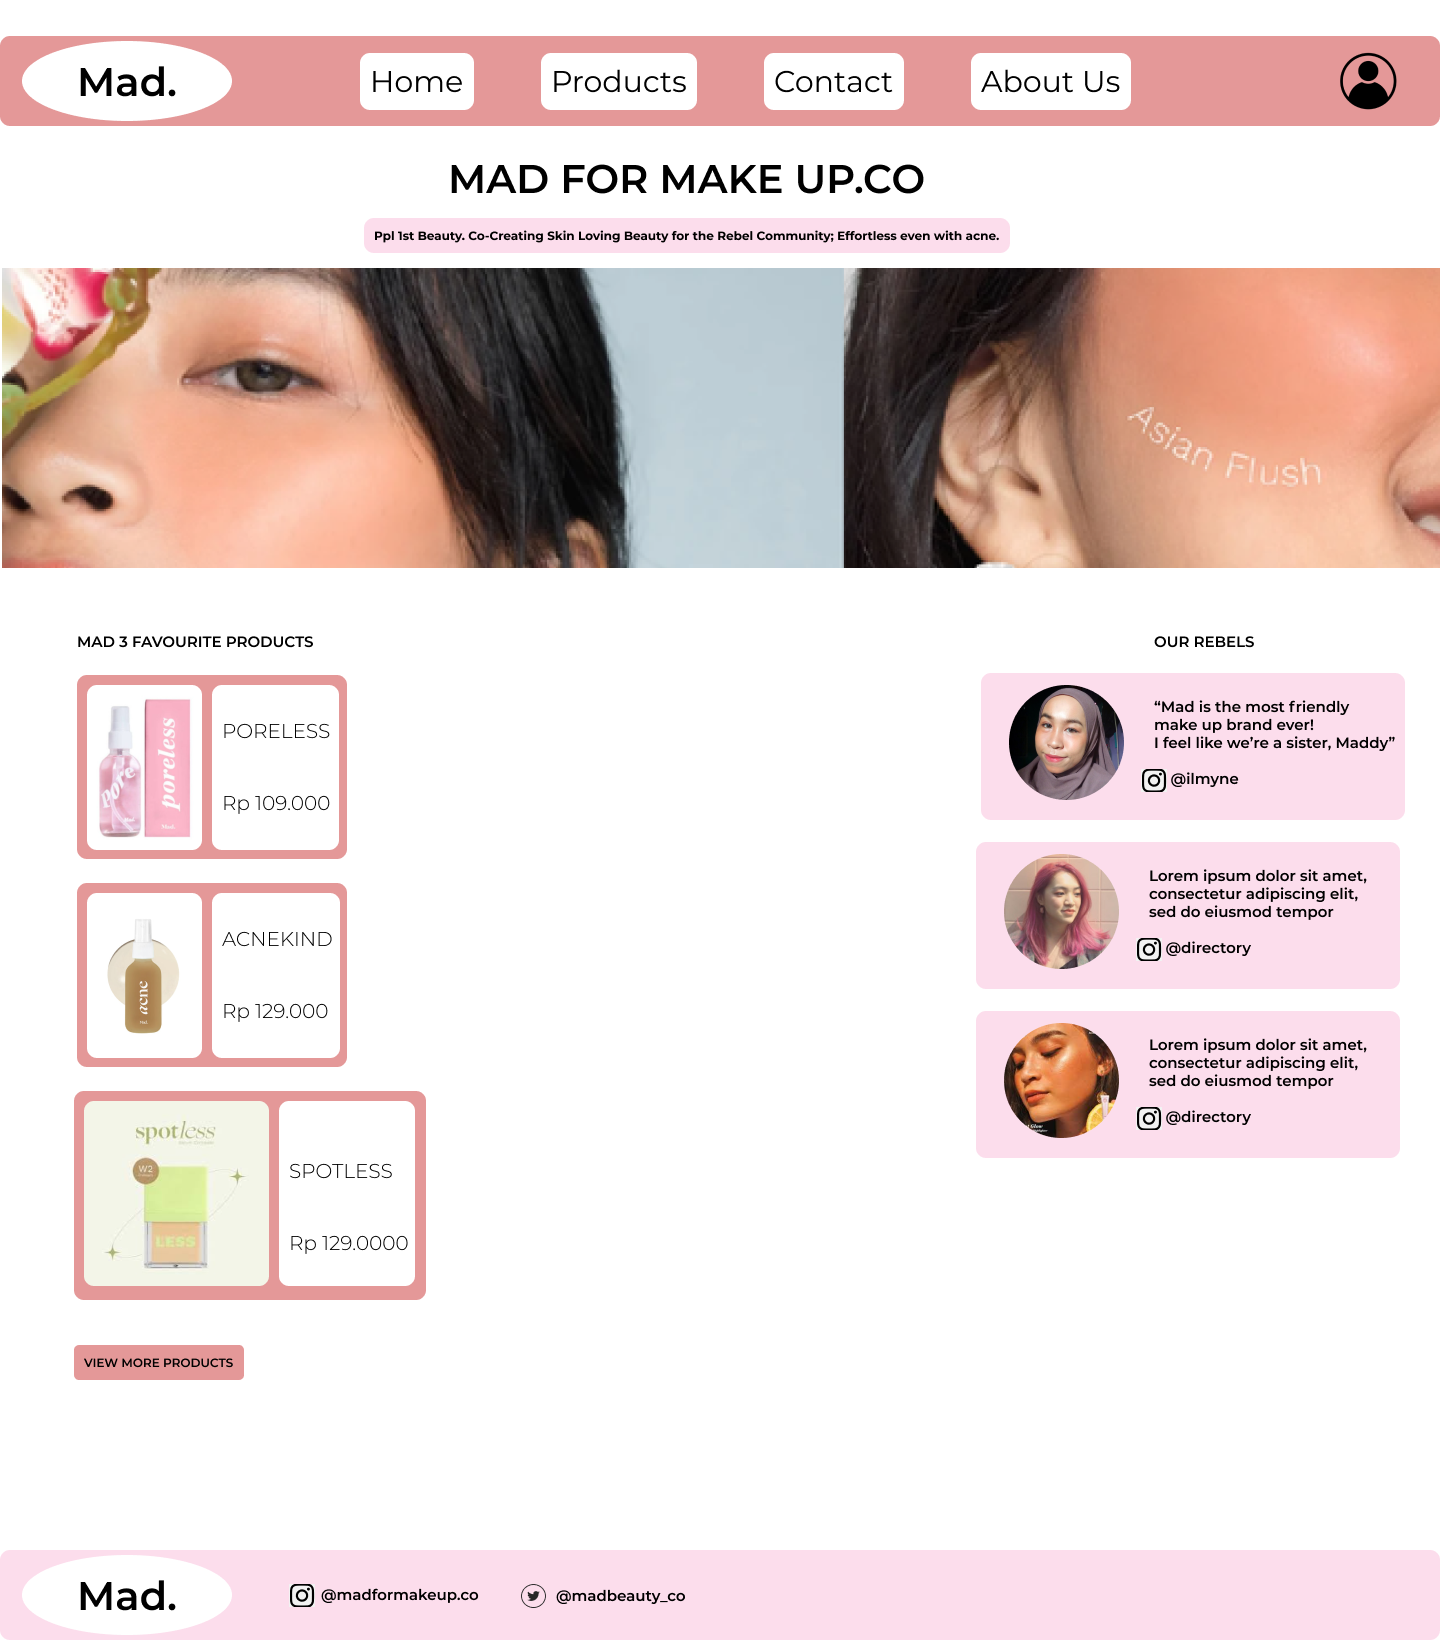 Mad.
Home
Products
Contact
About Us
MAD FOR MAKE UP.CO
Ppl 1st Beauty. Co-Creating Skin Loving Beauty for the Rebel Community; Effortless even with acne.
Asian Flush
MAD 3 FAVOURITE PRODUCTS
poreless
PORELESS
Rp 109.000
acne
ACNEKIND
Rp 129.000
spotless
W2
LESS
SPOTLESS
Rp 129.0000
VIEW MORE PRODUCTS
OUR REBELS
“Mad is the most friendly
make up brand ever!
I feel like we’re a sister, Maddy”
@ilmyne
Lorem ipsum dolor sit amet,
consectetur adipiscing elit,
sed do eiusmod tempor
@directory
Lorem ipsum dolor sit amet,
consectetur adipiscing elit,
sed do eiusmod tempor
@directory
Mad.
@madformakeup.co
@madbeauty_co